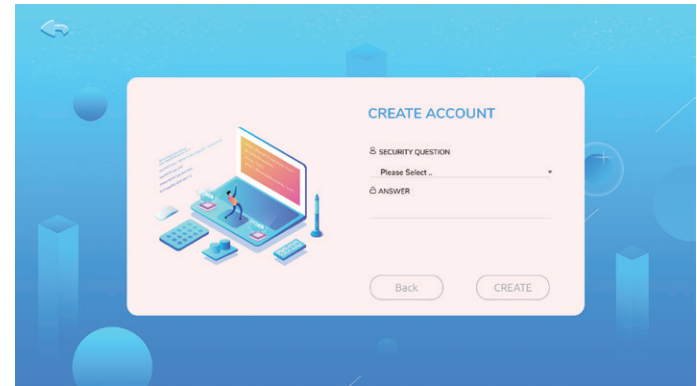 CREATE ACCOUNT
SECURITY QUESTION
Please Select ..
ANSWER
Back
CREATE